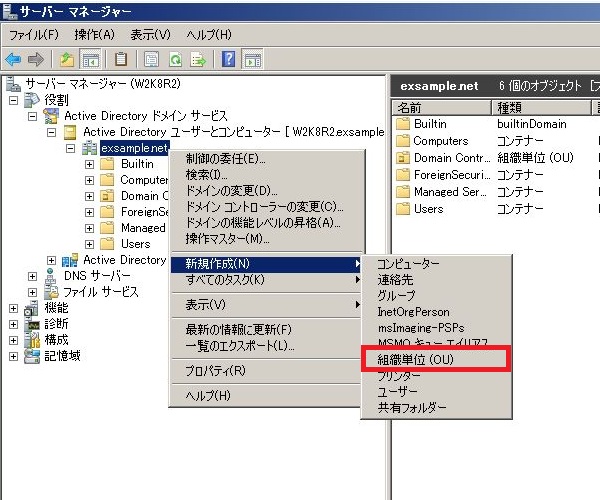 サーバー マネージャー
ファイル(F) 操作(A) 表示(V) ヘルプ(H)
サーバー マネージャー (W2K8R2)
役割
Active Directory ドメイン サービス
Active Directory ユーザーとコンピューター [ W2K8R2.exsample
exsample.net
Builtin
Computer
Domain C
ForeignSe
Managed
Users
Active Directory
DNS サーバー
ファイル サービス
機能
診断
構成
記憶域
制御の委任(E)...
検索(I)...
ドメインの変更(D)...
ドメイン コントローラーの変更(C)...
ドメインの機能レベルの昇格(A)...
操作マスター(M)...
新規作成(N)
すべてのタスク(K)
表示(V)
最新の情報に更新(F)
一覧のエクスポート(L)...
プロパティ(R)
ヘルプ(H)
コンピューター
連絡先
グループ
InetOrgPerson
msImaging-PSPs
MSMQ キュー エイリアス
組織単位 (OU)
プリンター
ユーザー
共有フォルダー
exsample.net 6 個のオブジェクト [フ
名前 種類
Builtin builtinDomain
Computers コンテナー
Domain Contr... 組織単位 (OU)
ForeignSecuri... コンテナー
Managed Serv... コンテナー
Users コンテナー